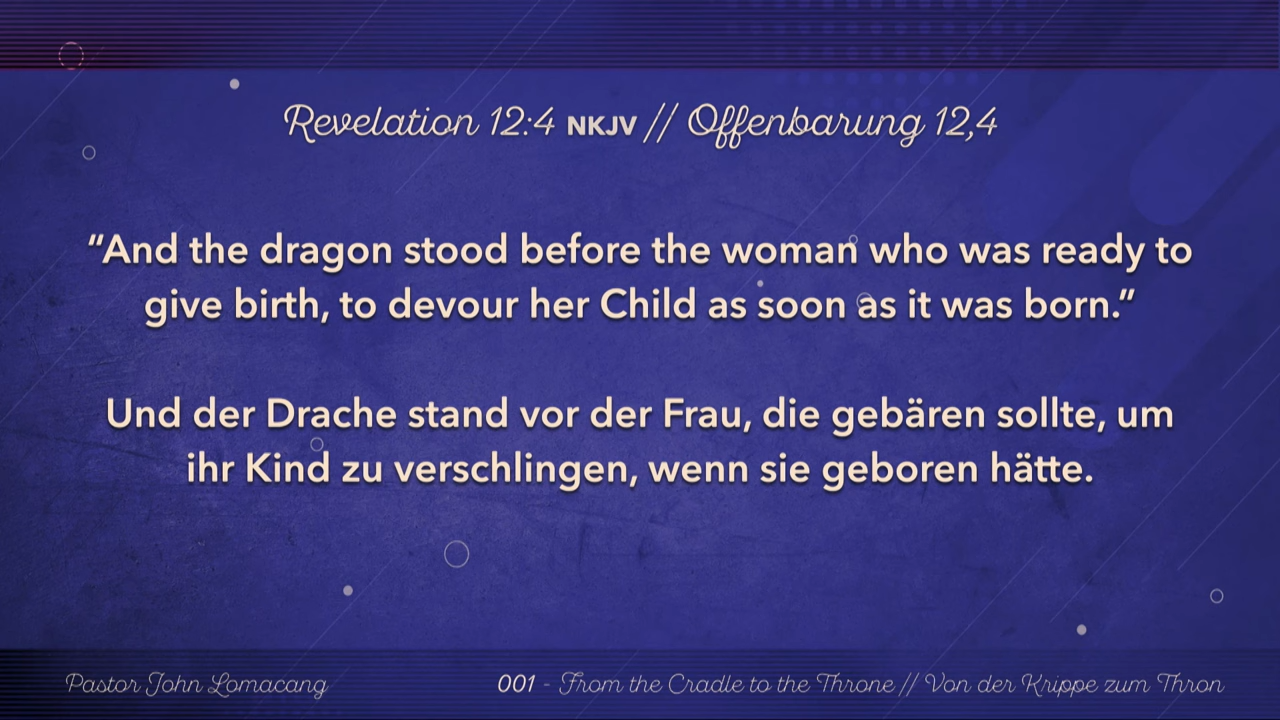 Revelation 12:4 NKJV // Offenbarung 12,4
“And the dragon stood before the woman who was ready to
give birth, to devour her Child as soon as it was born.”
Und der Drache stand vor der Frau, die gebären sollte, um
ihr Kind zu verschlingen, wenn sie geboren hätte.
Pastor John Lomacang
001 - From the Cradle to the Throne // Von der Krippe zum Thron